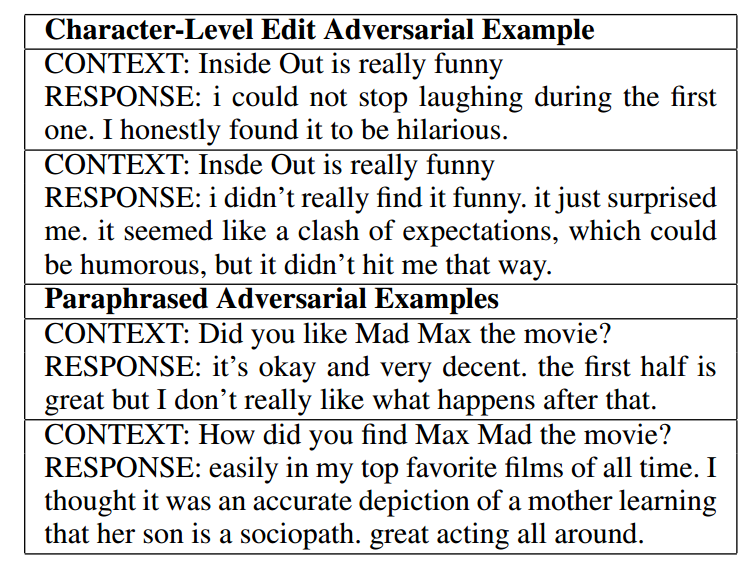 Character-Level Edit Adversarial Example
CONTEXT: Inside Out is really funny
RESPONSE: i could not stop laughing during the first
one. I honestly found it to be hilarious.
CONTEXT: Insde Out is really funny
RESPONSE: i didn't really find it funny. it just surprised
me. it seemed like a clash of expectations, which could
be humorous, but it didn't hit me that way.
Paraphrased Adversarial Examples
CONTEXT: Did you like Mad Max the movie?
RESPONSE: it's okay and very decent. the first half is
great but I don't really like what happens after that.
CONTEXT: How did you find Max Mad the movie?
RESPONSE: easily in my top favorite films of all time. I
thought it was an accurate depiction of a mother learning
that her son is a sociopath. great acting all around.